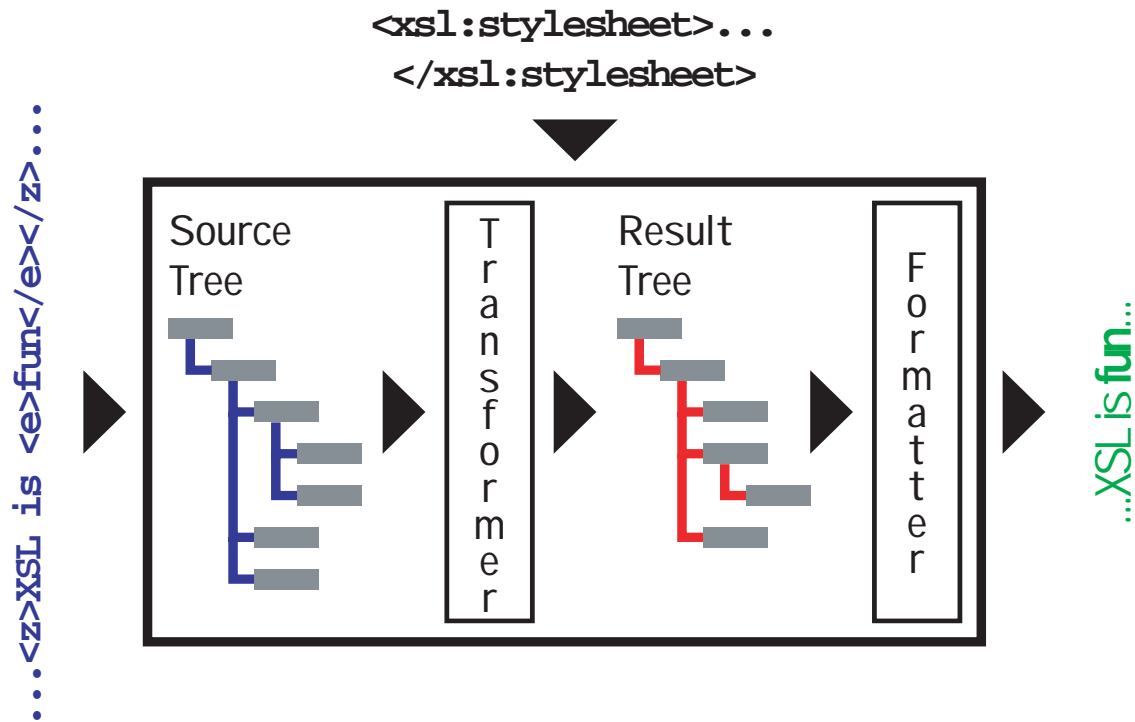 <xsl:stylesheet>...
</xsl:stylesheet>
...<z>XSL is <e>fun</e></z>...
Source
Tree
Transformer
Result
Tree
Formatter
...XSL is fun...